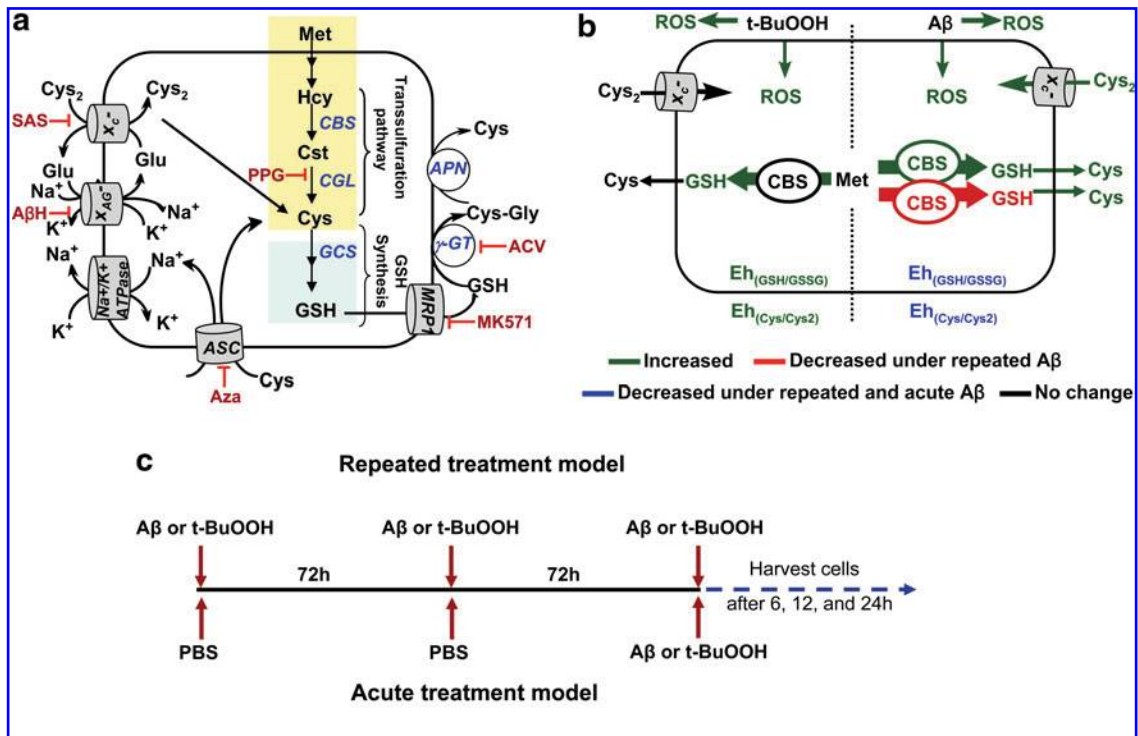 a
Met
Hcy
CBS
Cst
PPG
CGL
Cys
GCS
GSH
Transsulfuration
pathway
GSH
Synthesis
Cys₂
Cys₂
SAS
Xc⁻
Glu
Glu
Na⁺
XAG⁻
Na⁺
AβH
K⁺
K⁺
Na⁺
Na⁺
Na+/K+
ATPase
K⁺
K⁺
ASC
Cys
Aza
Cys
APN
Cys-Gly
γ-GT
ACV
GSH
MRP1
MK571
b
ROS
t-BuOOH
Aβ
ROS
Cys₂
Xc⁻
ROS
ROS
Xc⁻
Cys₂
Cys
GSH
CBS
Met
CBS
GSH
Cys
CBS
GSH
Cys
Eh(GSH/GSSG)
Eh(GSH/GSSG)
Eh(Cys/Cys2)
Eh(Cys/Cys2)
Increased
Decreased under repeated Aβ
Decreased under repeated and acute Aβ
No change
c
Repeated treatment model
Aβ or t-BuOOH
Aβ or t-BuOOH
Aβ or t-BuOOH
72h
72h
Harvest cells
after 6, 12, and 24h
PBS
PBS
Aβ or t-BuOOH
Acute treatment model